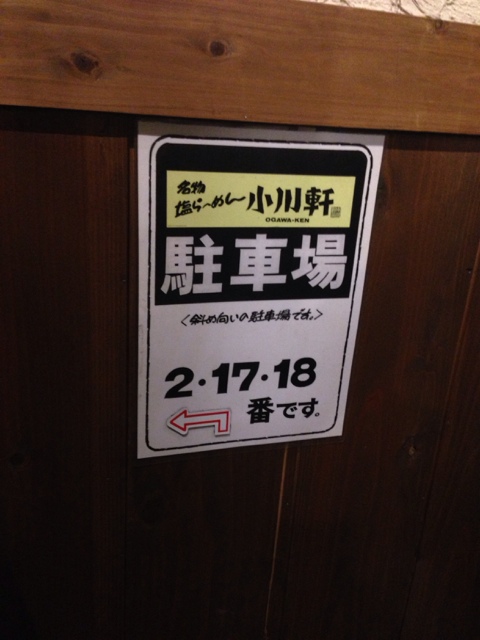 名物
塩らーめん 小川軒
OGAWA-KEN
駐車場
〈斜め向いの駐車場です。〉
2・17・18
番です。